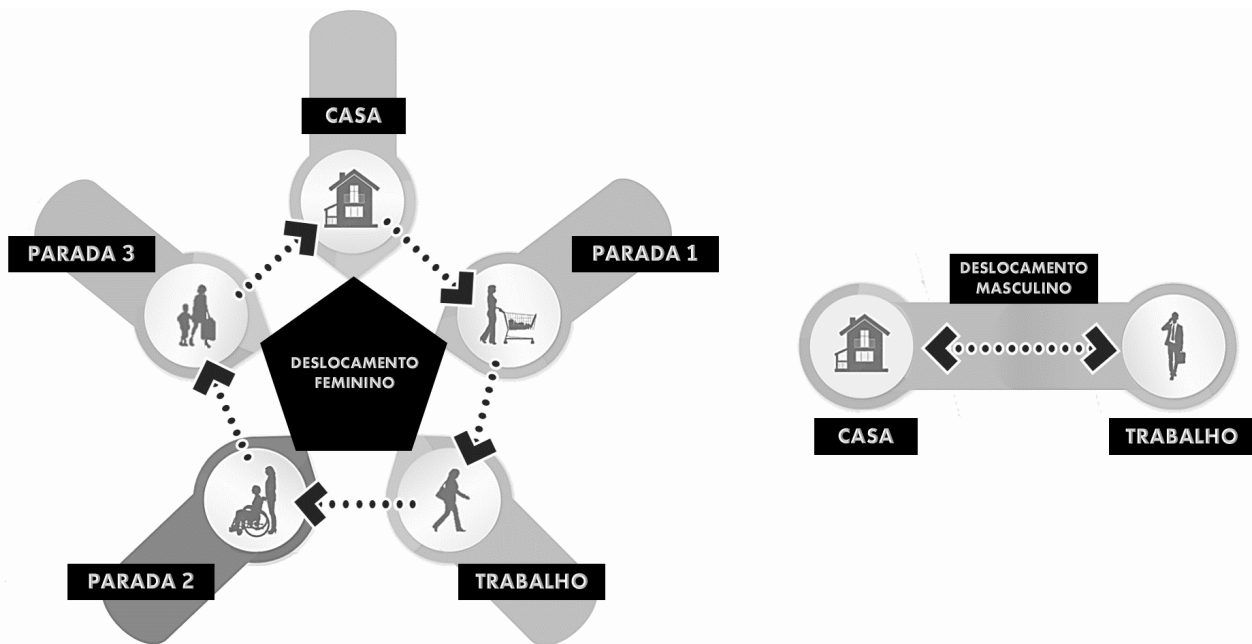 CASA
PARADA 3
PARADA 1
DESLOCAMENTO
FEMININO
PARADA 2
TRABALHO
DESLOCAMENTO
MASCULINO
CASA
TRABALHO